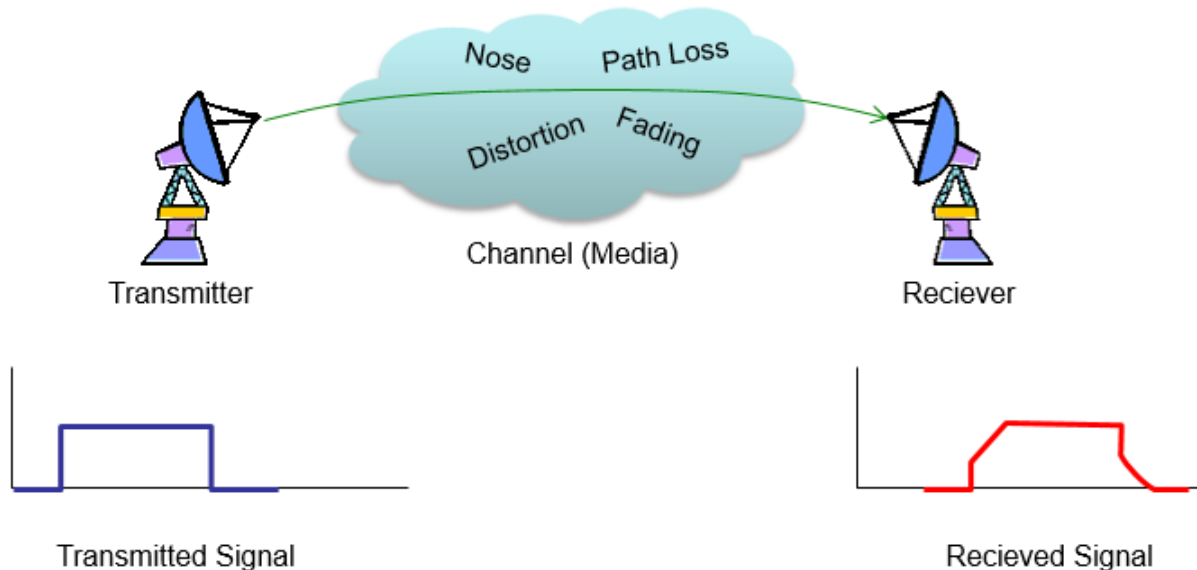 Nose
Path Loss
Distortion
Fading
Channel (Media)
Transmitter
Reciever
Transmitted Signal
Recieved Signal